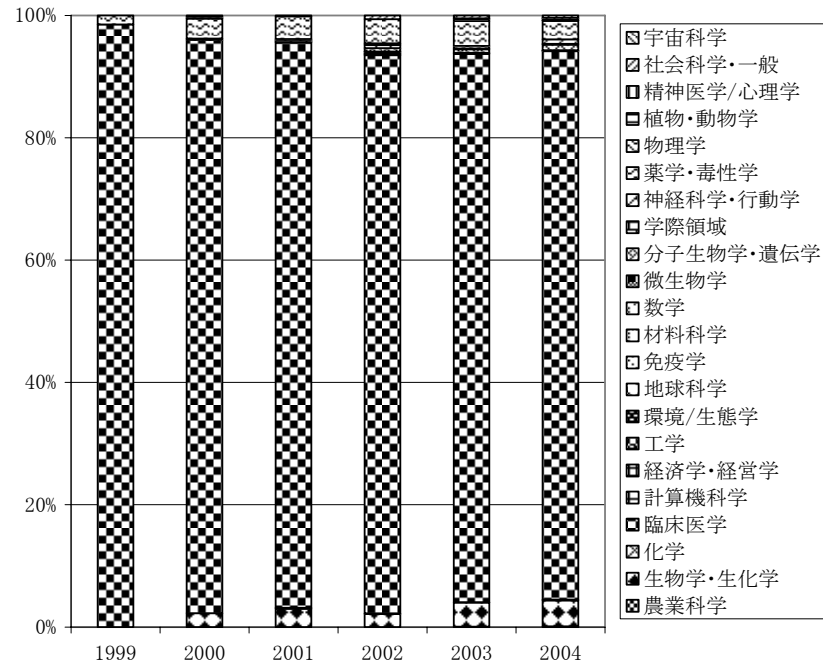 100%
80%
60%
40%
20%
0%
1999 2000 2001 2002 2003 2004
宇宙科学
社会科学・一般
精神医学/心理学
植物・動物学
物理学
薬学・毒性学
神経科学・行動学
学際領域
分子生物学・遺伝学
微生物学
数学
材料科学
免疫学
地球科学
環境/生態学
工学
経済学・経営学
計算機科学
臨床医学
化学
生物学・生化学
農業科学